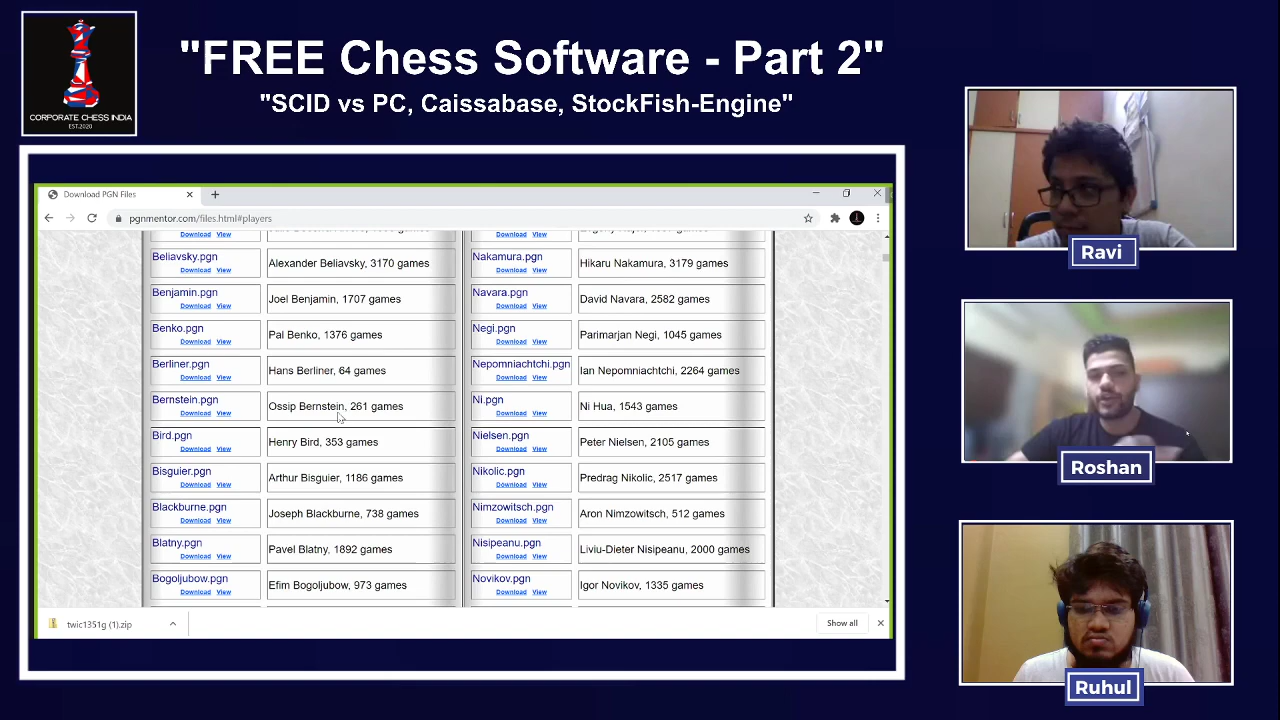 "FREE Chess Software - Part 2"
"SCID vs PC, Caissabase, StockFish-Engine"
CORPORATE CHESS INDIA
EST.2020
Download PGN Files
pgnmentor.com/files.html#players
Download View
Download View
Beliavsky.pgn
Download View
Alexander Beliavsky, 3170 games
Nakamura.pgn
Download View
Hikaru Nakamura, 3179 games
Benjamin.pgn
Download View
Joel Benjamin, 1707 games
Navara.pgn
Download View
David Navara, 2582 games
Benko.pgn
Download View
Pal Benko, 1376 games
Negi.pgn
Download View
Parimarjan Negi, 1045 games
Berliner.pgn
Download View
Hans Berliner, 64 games
Nepomniachtchi.pgn
Download View
Ian Nepomniachtchi, 2264 games
Bernstein.pgn
Download View
Ossip Bernstein, 261 games
Ni.pgn
Download View
Ni Hua, 1543 games
Bird.pgn
Download View
Henry Bird, 353 games
Nielsen.pgn
Download View
Peter Nielsen, 2105 games
Bisguier.pgn
Download View
Arthur Bisguier, 1186 games
Nikolic.pgn
Download View
Predrag Nikolic, 2517 games
Blackburne.pgn
Download View
Joseph Blackburne, 738 games
Nimzowitsch.pgn
Download View
Aron Nimzowitsch, 512 games
Blatny.pgn
Download View
Pavel Blatny, 1892 games
Nisipeanu.pgn
Download View
Liviu-Dieter Nisipeanu, 2000 games
Bogoljubow.pgn
Download View
Efim Bogoljubow, 973 games
Novikov.pgn
Download View
Igor Novikov, 1335 games
twic1351g (1).zip
Show all
Ravi
Roshan
Ruhul